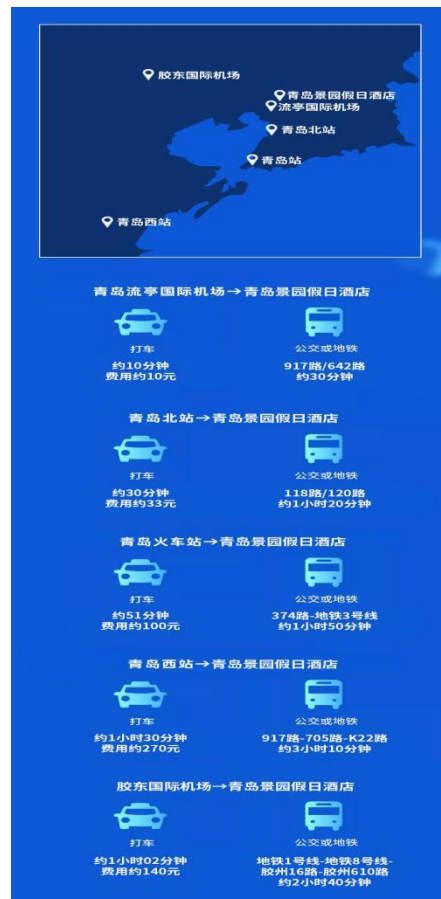 胶东国际机场
青岛景园假日酒店
流亭国际机场
青岛北站
青岛站
青岛西站
青岛流亭国际机场→青岛景园假日酒店
打车
约10分钟
费用约10元
公交或地铁
917路/642路
约30分钟
青岛北站→青岛景园假日酒店
打车
约30分钟
费用约33元
公交或地铁
118路/120路
约1小时20分钟
青岛火车站→青岛景园假日酒店
打车
约51分钟
费用约100元
公交或地铁
374路-地铁3号线
约1小时50分钟
青岛西站→青岛景园假日酒店
打车
约1小时30分钟
费用约270元
公交或地铁
917路-705路-K22路
约3小时10分钟
胶东国际机场→青岛景园假日酒店
打车
约1小时02分钟
费用约140元
公交或地铁
地铁1号线-地铁8号线-
胶州16路-胶州610路
约2小时40分钟